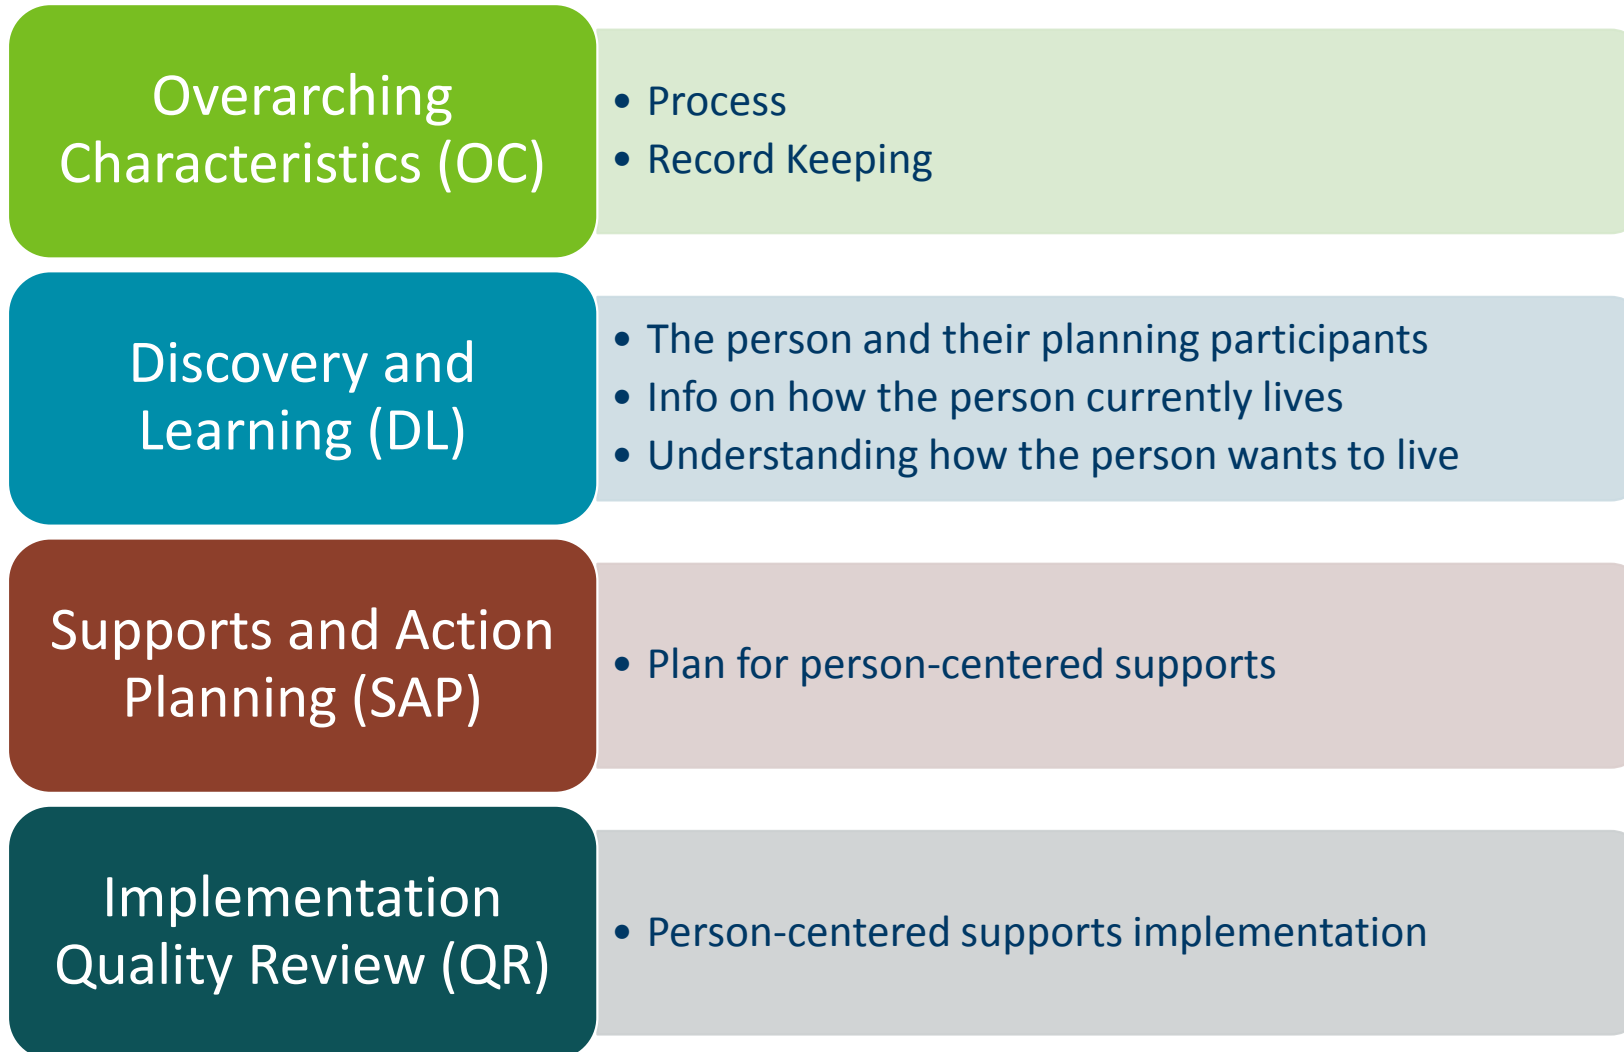 Overarching
Characteristics (OC)
• Process
• Record Keeping
Discovery and
Learning (DL)
• The person and their planning participants
• Info on how the person currently lives
• Understanding how the person wants to live
Supports and Action
Planning (SAP)
• Plan for person-centered supports
Implementation
Quality Review (QR)
• Person-centered supports implementation